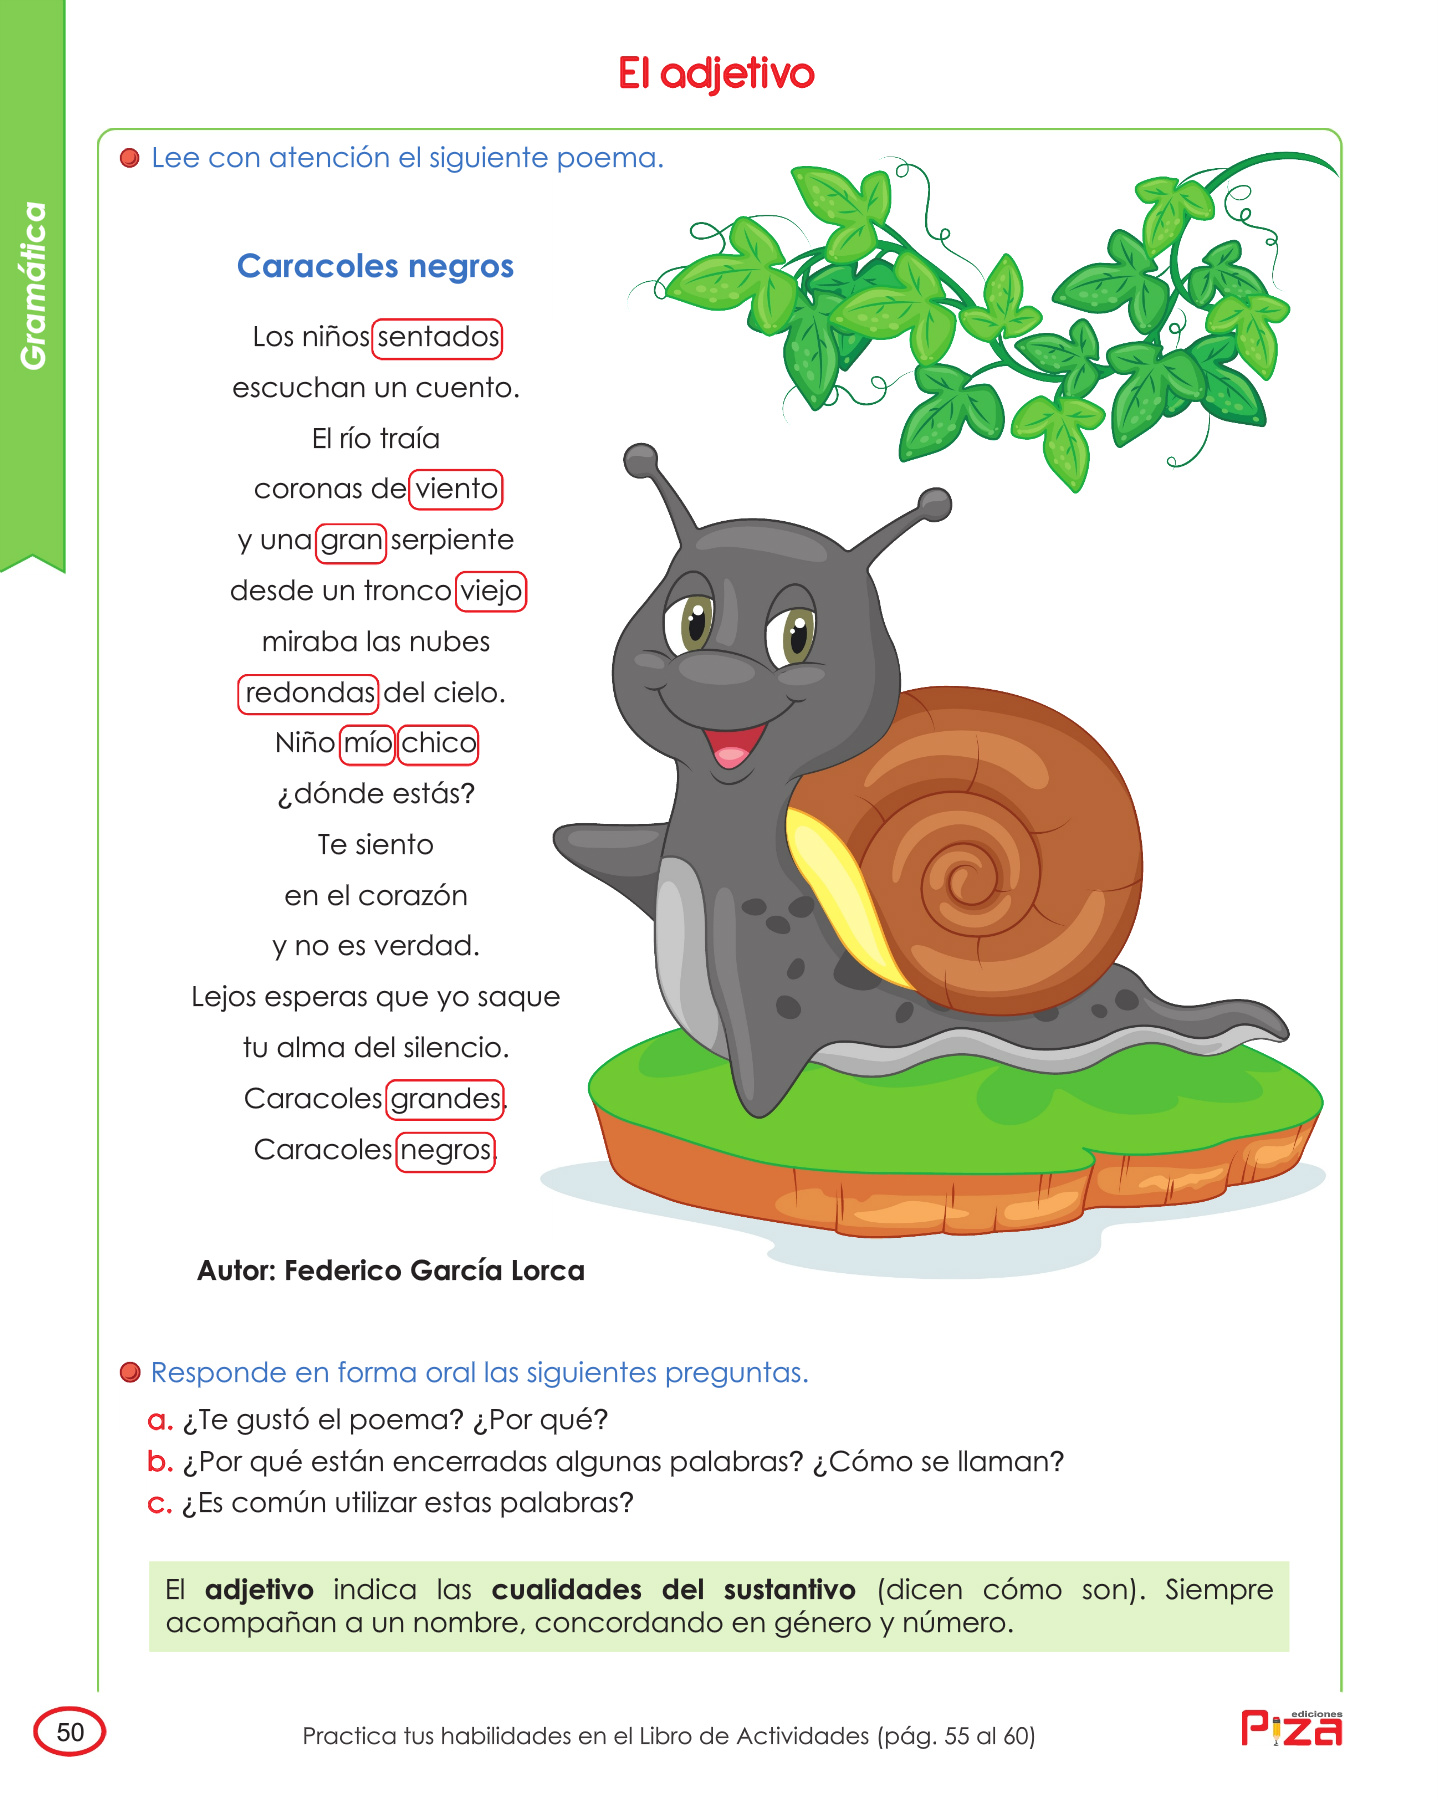 El adjetivo
Gramática
Lee con atención el siguiente poema.
Caracoles negros
Los niños sentados
escuchan un cuento.
El río traía
coronas de viento
y una gran serpiente
desde un tronco viejo
miraba las nubes
redondas del cielo.
Niño mío chico
¿dónde estás?
Te siento
en el corazón
y no es verdad.
Lejos esperas que yo saque
tu alma del silencio.
Caracoles grandes.
Caracoles negros.
Autor: Federico García Lorca
Responde en forma oral las siguientes preguntas.
a. ¿Te gustó el poema? ¿Por qué?
b. ¿Por qué están encerradas algunas palabras? ¿Cómo se llaman?
c. ¿Es común utilizar estas palabras?
El adjetivo indica las cualidades del sustantivo (dicen cómo son). Siempre
acompañan a un nombre, concordando en género y número.
50
Practica tus habilidades en el Libro de Actividades (pág. 55 al 60)
ediciones
PIZA